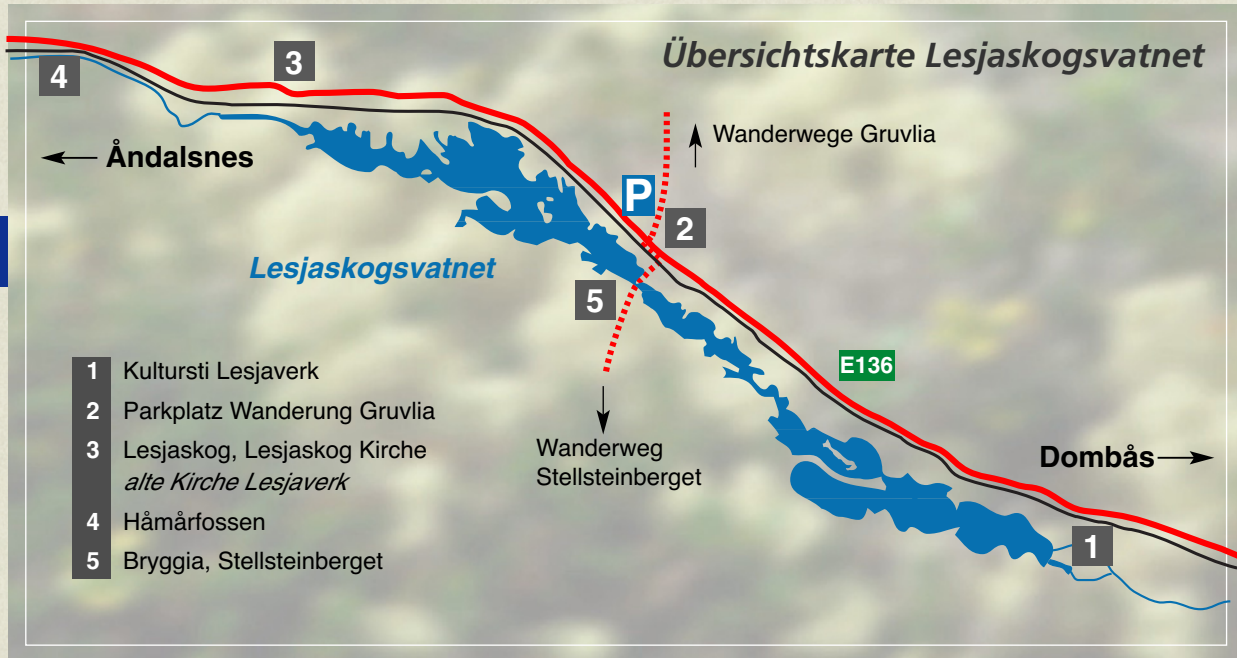 Übersichtskarte Lesjaskogsvatnet
3
4
Åndalsnes
Wanderwege Gruvlia
P
2
Lesjaskogsvatnet
5
E136
1 Kultursti Lesjaverk
2 Parkplatz Wanderung Gruvlia
3 Lesjaskog, Lesjaskog Kirche
alte Kirche Lesjaverk
4 Håmårfossen
5 Bryggia, Stellsteinberget
Wanderweg
Stellsteinberget
Dombås
1